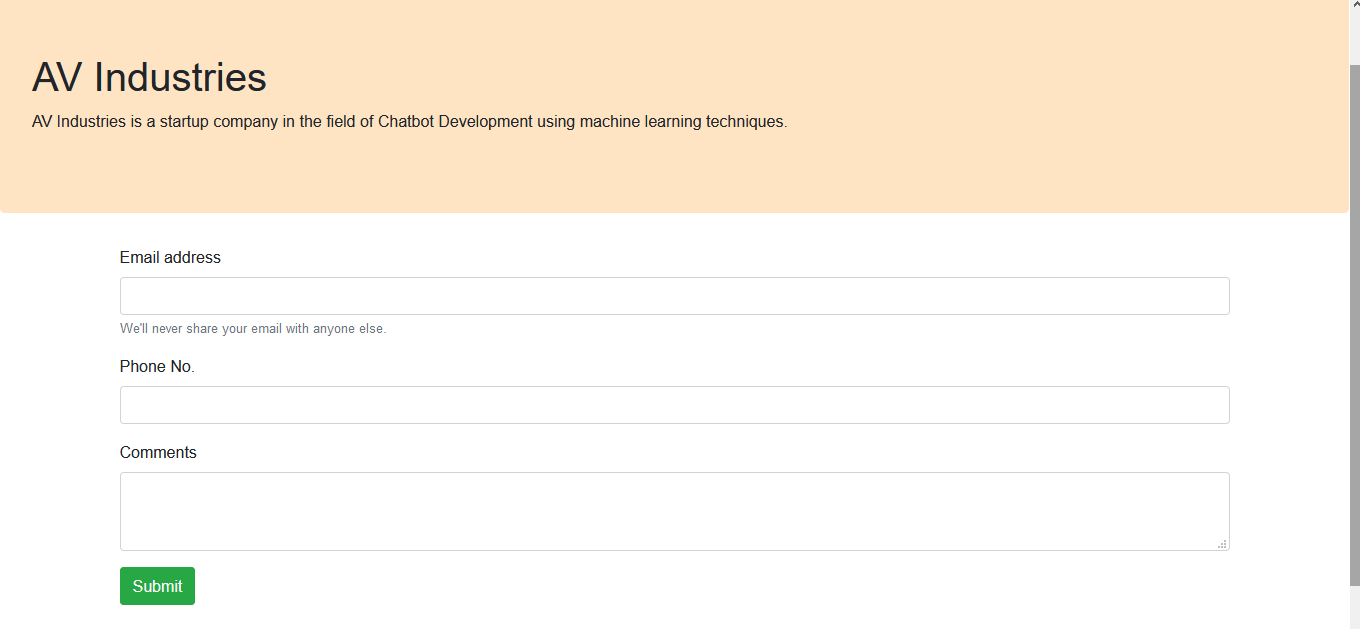 AV Industries
AV Industries is a startup company in the field of Chatbot Development using machine learning techniques.
Email address
We'll never share your email with anyone else.
Phone No.
Comments
Submit